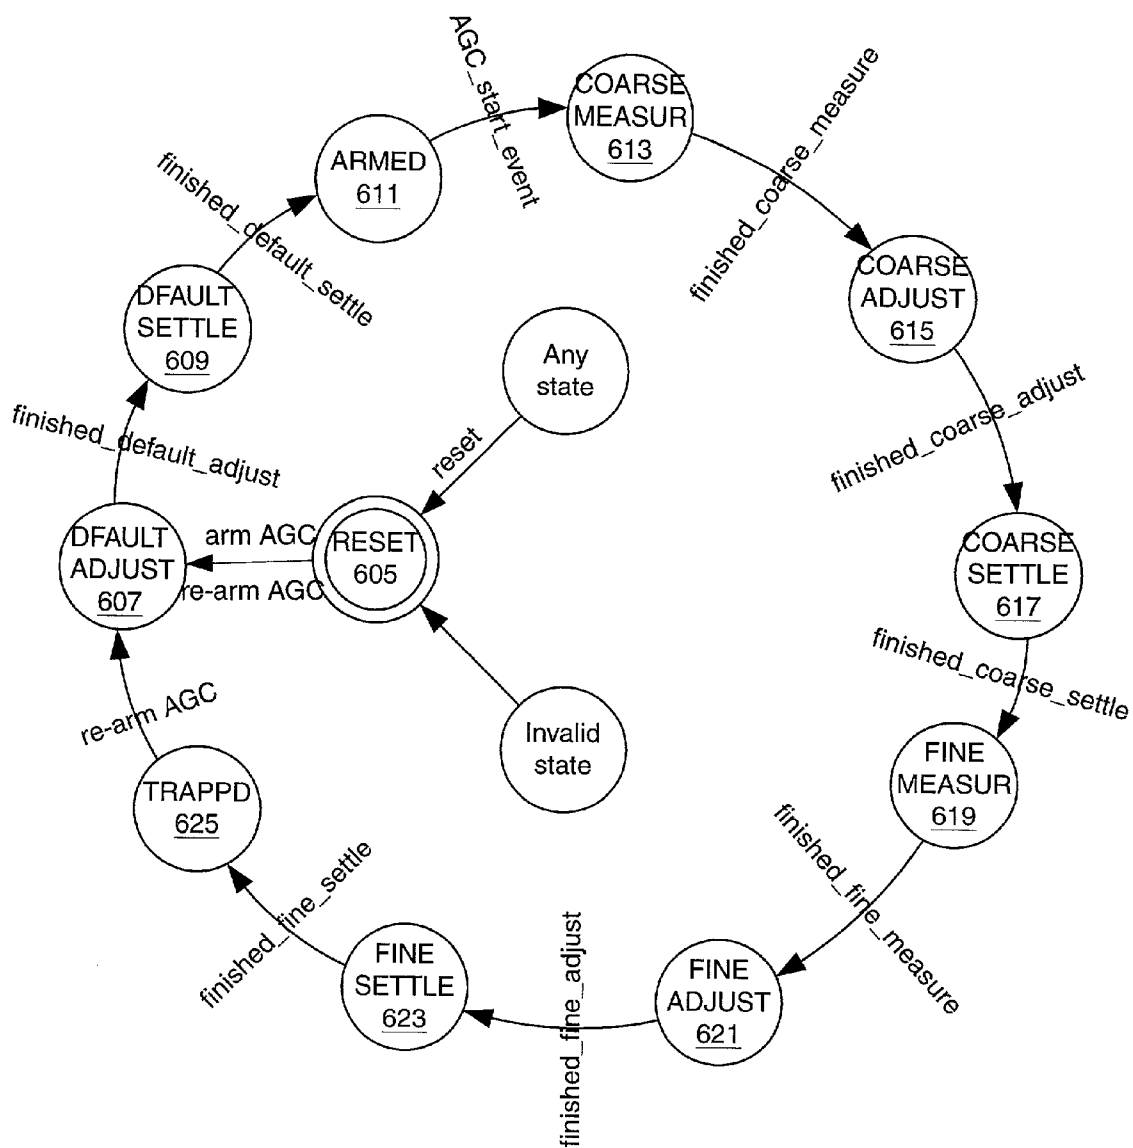 AGC_start_event
COARSE
MEASUR
613
finished_coarse_measure
ARMED
611
finished_default_settle
COARSE
ADJUST
615
DFAULT
SETTLE
609
Any
state
finished_coarse_adjust
finished_default_adjust
reset
DFAULT
ADJUST
607
arm AGC
re-arm AGC
RESET
605
COARSE
SETTLE
617
finished_coarse_settle
re-arm AGC
Invalid
state
FINE
MEASUR
619
TRAPPD
625
finished_fine_measure
finished_fine_settle
finished_fine_adjust
FINE
SETTLE
623
FINE
ADJUST
621